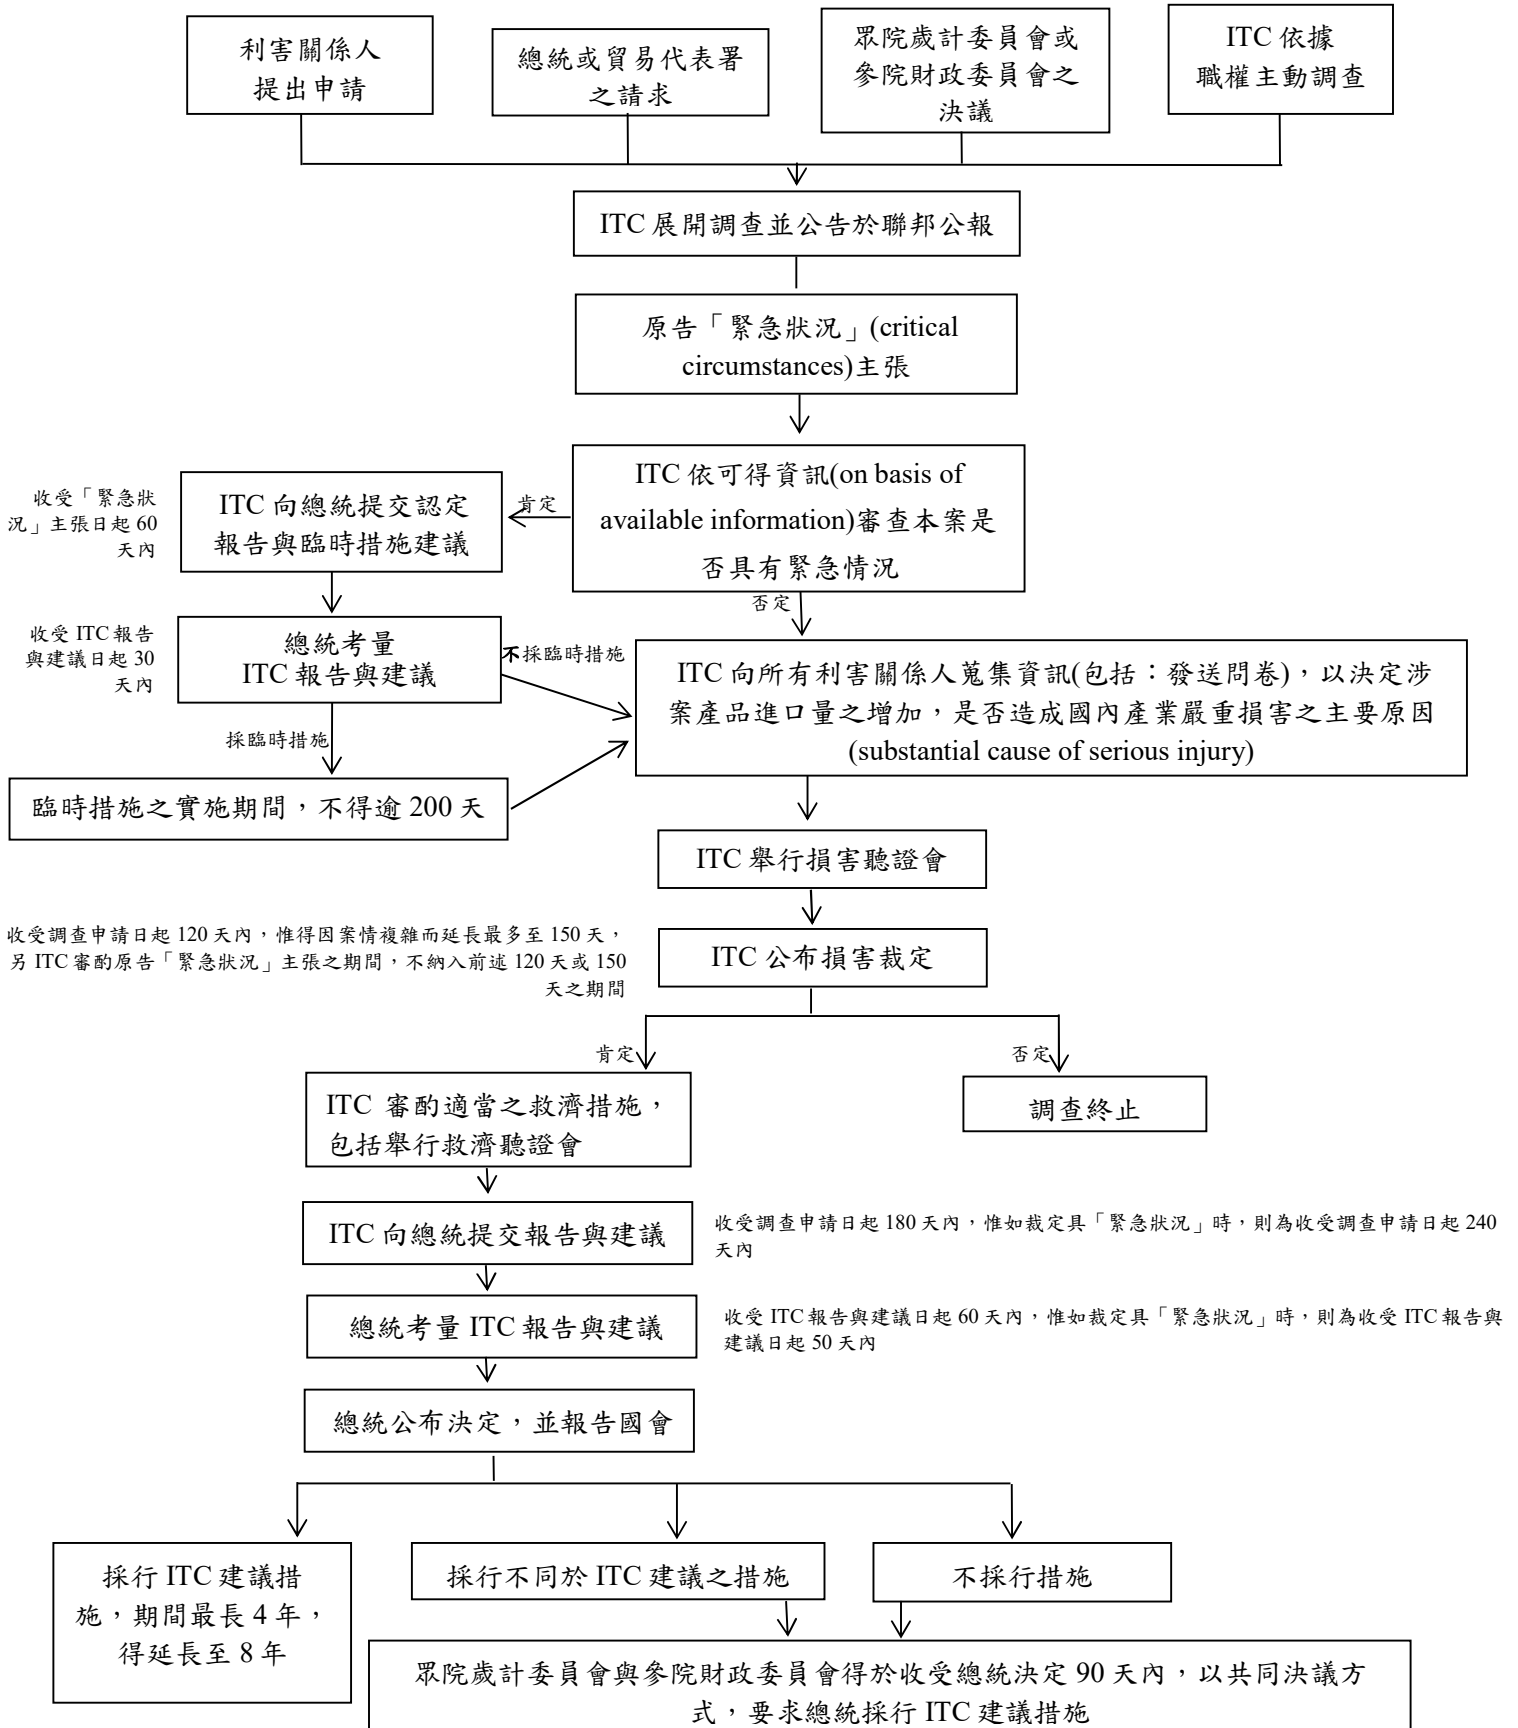 利害關係人
提出申請
總統或貿易代表署
之請求
眾院歲計委員會或
參院財政委員會之
決議
ITC 依據
職權主動調查
ITC 展開調查並公告於聯邦公報
原告「緊急狀況」(critical
circumstances)主張
ITC 依可得資訊(on basis of
available information)審查本案是
否具有緊急情況
肯定
ITC 向總統提交認定
報告與臨時措施建議
收受「緊急狀
況」主張日起 60
天內
否定
總統考量
ITC 報告與建議
收受 ITC 報告
與建議日起 30
天內
不採臨時措施
採臨時措施
臨時措施之實施期間，不得逾 200 天
ITC 向所有利害關係人蒐集資訊(包括：發送問卷)，以決定涉
案產品進口量之增加，是否造成國內產業嚴重損害之主要原因
(substantial cause of serious injury)
ITC 舉行損害聽證會
ITC 公布損害裁定
收受調查申請日起 120 天內，惟得因案情複雜而延長最多至 150 天，
另 ITC 審酌原告「緊急狀況」主張之期間，不納入前述 120 天或 150
天之期間
肯定
否定
ITC 審酌適當之救濟措施，
包括舉行救濟聽證會
調查終止
ITC 向總統提交報告與建議
收受調查申請日起 180 天內，惟如裁定具「緊急狀況」時，則為收受調查申請日起 240
天內
總統考量 ITC 報告與建議
收受 ITC 報告與建議日起 60 天內，惟如裁定具「緊急狀況」時，則為收受 ITC 報告與
建議日起 50 天內
總統公布決定，並報告國會
採行 ITC 建議措
施，期間最長 4 年，
得延長至 8 年
採行不同於 ITC 建議之措施
不採行措施
眾院歲計委員會與參院財政委員會得於收受總統決定 90 天內，以共同決議方
式，要求總統採行 ITC 建議措施